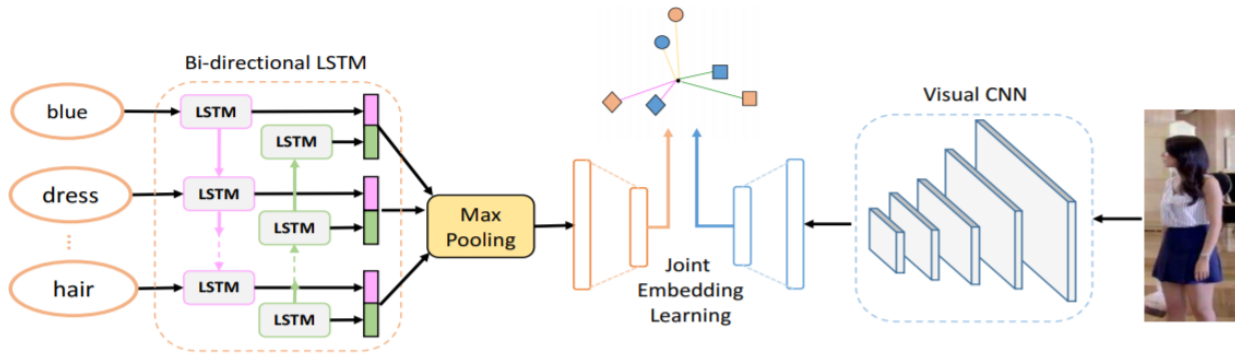 Bi-directional LSTM
blue
LSTM
LSTM
dress
LSTM
LSTM
hair
LSTM
LSTM
Max
Pooling
Joint
Embedding
Learning
Visual CNN